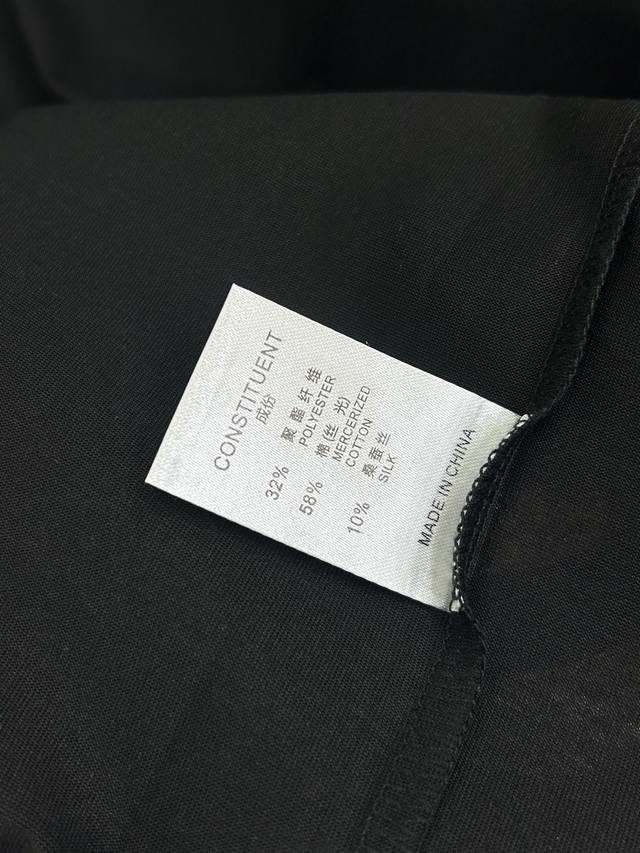 CONSTITUENT
成份
32% 聚酯纤维
POLYESTER
58% 棉(丝光)
MERCERIZED
COTTON
10% 桑蚕丝
SILK
MADE IN CHINA